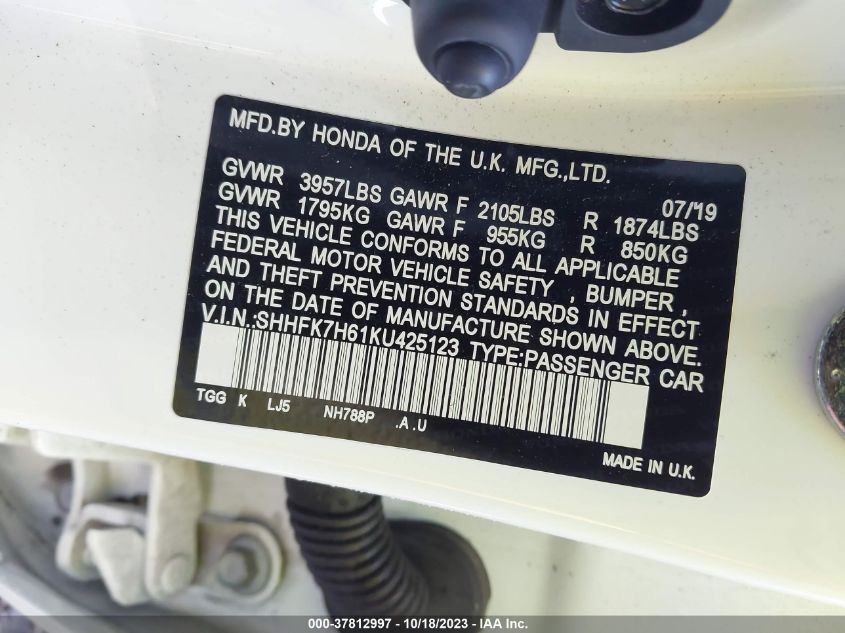 MFD.BY HONDA OF THE U.K. MFG.,LTD.
07/19
GVWR 3957LBS GAWR F 2105LBS R 1874LBS
GVWR 1795KG GAWR F 955KG R 850KG
THIS VEHICLE CONFORMS TO ALL APPLICABLE
FEDERAL MOTOR VEHICLE SAFETY , BUMPER ,
AND THEFT PREVENTION STANDARDS IN EFFECT
ON THE DATE OF MANUFACTURE SHOWN ABOVE.
V.I.N.:SHHFK7H61KU425123 TYPE:PASSENGER CAR
TGG K LJ5 NH788P .A .U
MADE IN U.K.
000-37812997 - 10/18/2023 - IAA Inc.